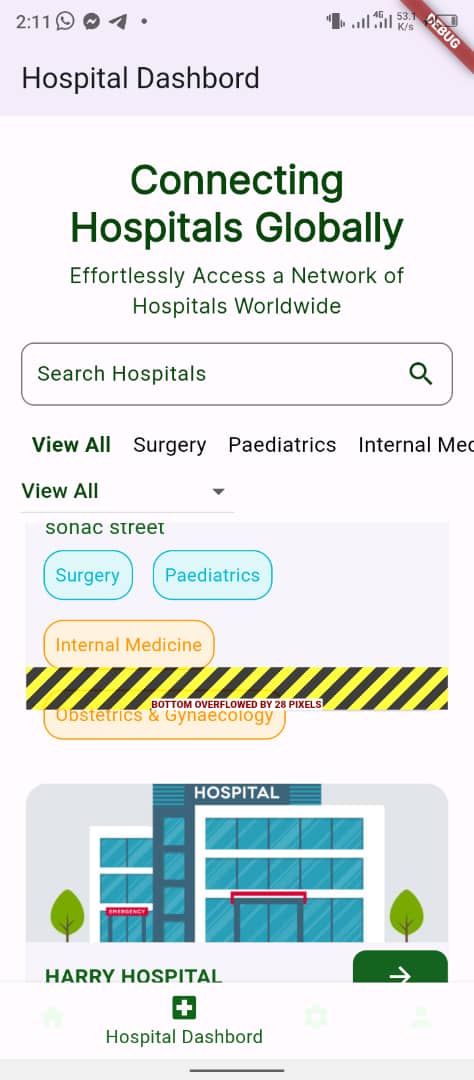 2:11
4G
53.1
K/s
DEBUG
Hospital Dashbord
Connecting
Hospitals Globally
Effortlessly Access a Network of
Hospitals Worldwide
Search Hospitals
View All Surgery Paediatrics Internal Med
View All
sonac street
Surgery Paediatrics
Internal Medicine
BOTTOM OVERFLOWED BY 28 PIXELS
Obstetrics & Gynaecology
HOSPITAL
EMERGENCY
HARRY HOSPITAL
Hospital Dashbord